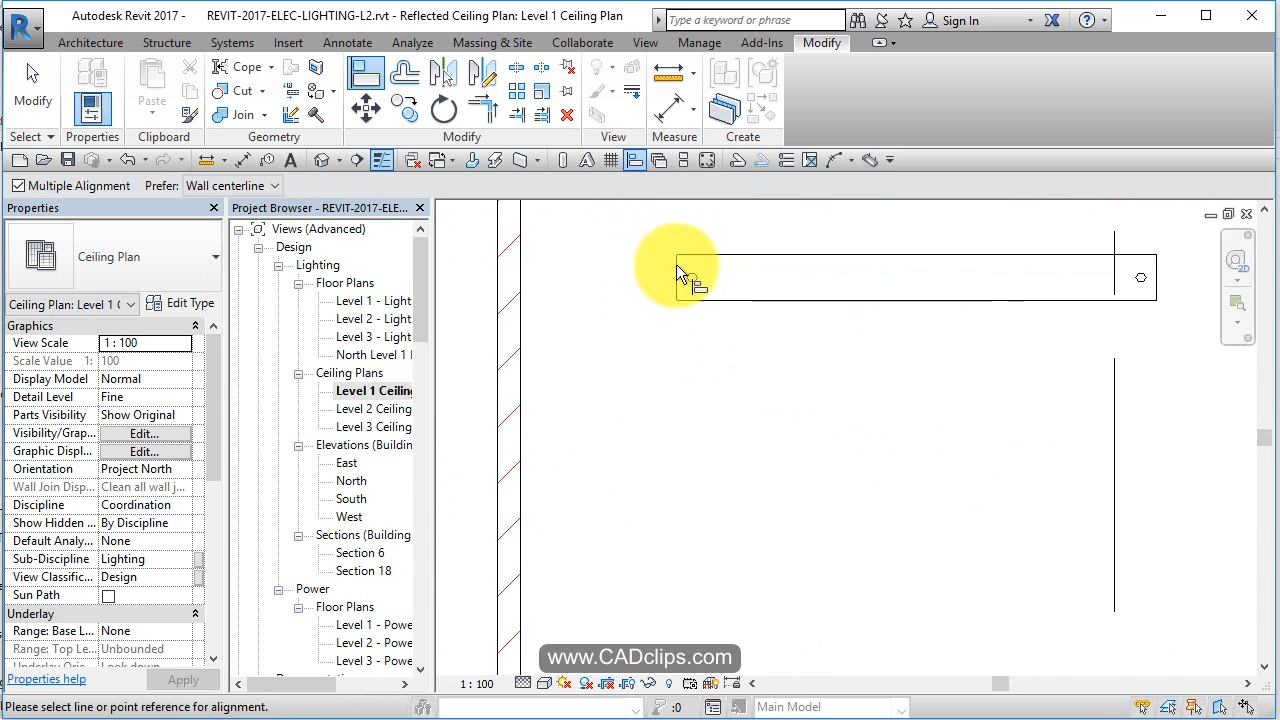 Autodesk Revit 2017 - REVIT-2017-ELEC-LIGHTING-L2.rvt - Reflected Ceiling Plan: Level 1 Ceiling Plan
Type a keyword or phrase
Sign In
Architecture Structure Systems Insert Annotate Analyze Massing & Site Collaborate View Manage Add-Ins Modify
Modify Paste Cope Cut Join
Select Properties Clipboard Geometry Modify View Measure Create
Multiple Alignment Prefer: Wall centerline
Properties
Ceiling Plan
Ceiling Plan: Level 1 C Edit Type
Graphics
View Scale 1 : 100
Scale Value 1: 100
Display Model Normal
Detail Level Fine
Parts Visibility Show Original
Visibility/Grap... Edit...
Graphic Displ... Edit...
Orientation Project North
Wall Join Disp... Clean all wall j...
Discipline Coordination
Show Hidden ... By Discipline
Default Analy... None
Sub-Discipline Lighting
View Classific... Design
Sun Path
Underlay
Range: Base L... None
Range: Top Le... Unbounded
Underlay Orie... Look down
Properties help Apply
Project Browser - REVIT-2017-ELE...
Views (Advanced)
Design
Lighting
Floor Plans
Level 1 - Light
Level 2 - Light
Level 3 - Light
North Level 1
Ceiling Plans
Level 1 Ceiling
Level 2 Ceiling
Level 3 Ceiling
Elevations (Building
East
North
South
West
Sections (Building
Section 6
Section 18
Power
Floor Plans
Level 1 - Powe
Level 2 - Powe
Level 3 - Powe
2D
www.CADclips.com
1 : 100
Please select line or point reference for alignment.
:0
Main Model